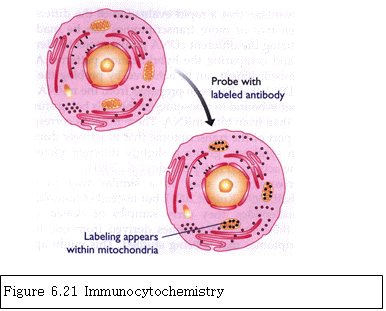 Probe with
labeled antibody
Labeling appears
within mitochondria
Figure 6.21 Immunocytochemistry